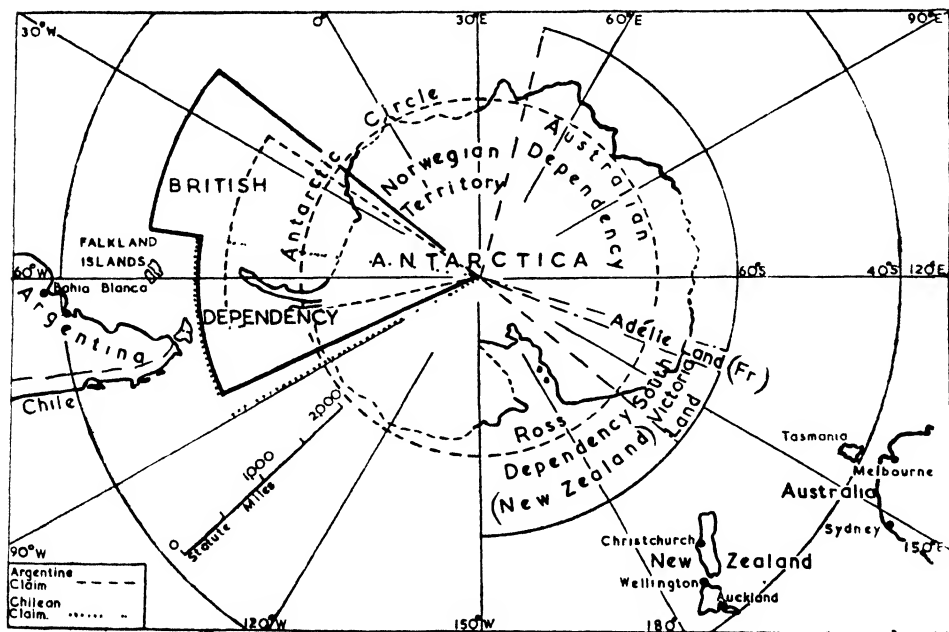 30°W
0°
30°E
60°E
90°E
Antarctic Circle
Norwegian
Territory
Australian
Dependency
BRITISH
FALKLAND
ISLANDS
ANTARCTICA
60°W
60°S
40°S
120°E
Bahia Blanca
Argentina
DEPENDENCY
Chile
Adélie Land (Fr)
South
Victoria
Land
Ross
Dependency
(New Zealand)
2000
1000
0
Statute Miles
Tasmania
Melbourne
Australia
Sydney
150°E
Christchurch
New Zealand
Wellington
Auckland
90°W
120°W
150°W
180°
Argentine
Claim
Chilean
Claim.